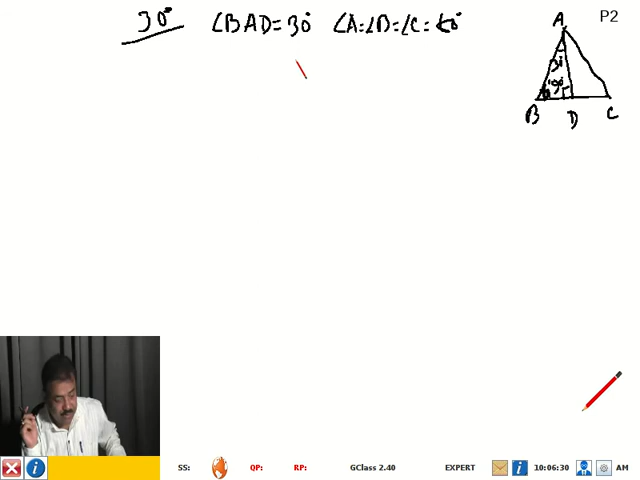 30° ∠BAD=30° ∠A=∠B=∠C=60°
P2
A
30°
90°
B D C
SS: QP: RP: GClass 2.40 EXPERT 10:06:30 AM